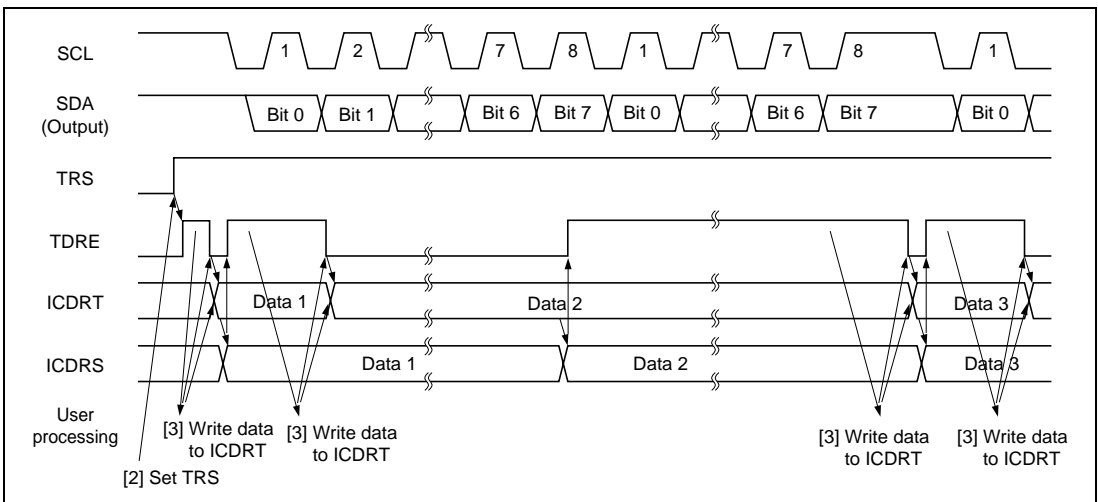 SCL
1
2
7
8
1
7
8
1
SDA
(Output)
Bit 0
Bit 1
Bit 6
Bit 7
Bit 0
Bit 6
Bit 7
Bit 0
TRS
TDRE
ICDRT
Data 1
Data 2
Data 3
ICDRS
Data 1
Data 2
Data 3
User
processing
[3] Write data
to ICDRT
[3] Write data
to ICDRT
[3] Write data
to ICDRT
[3] Write data
to ICDRT
[2] Set TRS